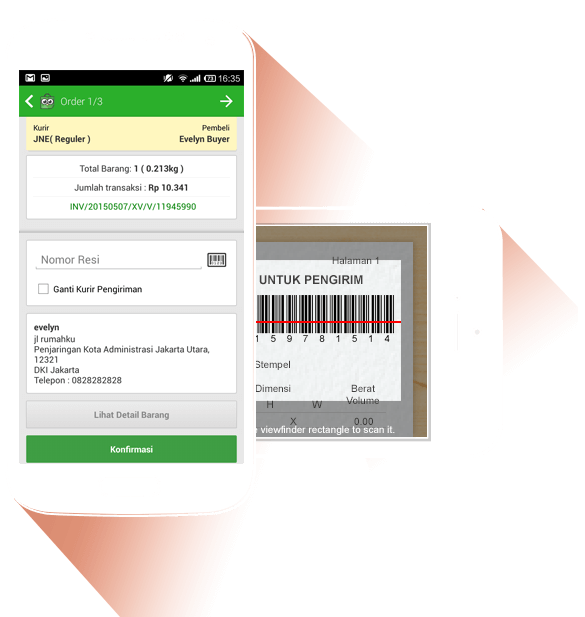 16:35
Order 1/3
Kurir Pembeli
JNE( Reguler ) Evelyn Buyer
Total Barang: 1 ( 0.213kg )
Jumlah transaksi : Rp 10.341
INV/20150507/XV/V/11945990
Nomor Resi
Ganti Kurir Pengiriman
evelyn
jl rumahku
Penjaringan Kota Administrasi Jakarta Utara,
12321
DKI Jakarta
Telepon : 0828282828
Lihat Detail Barang
Konfirmasi
Halaman 1
UNTUK PENGIRIM
1 5 9 7 8 1 5 1 4
Stempel
Dimensi Berat
H W Volume
X 0.00
viewfinder rectangle to scan it.